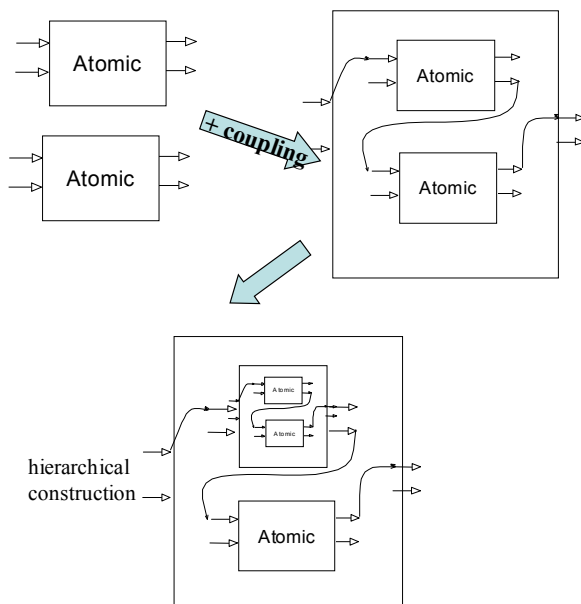 Atomic
Atomic
+ coupling
Atomic
Atomic
Atomic
Atomic
hierarchical
construction
Atomic